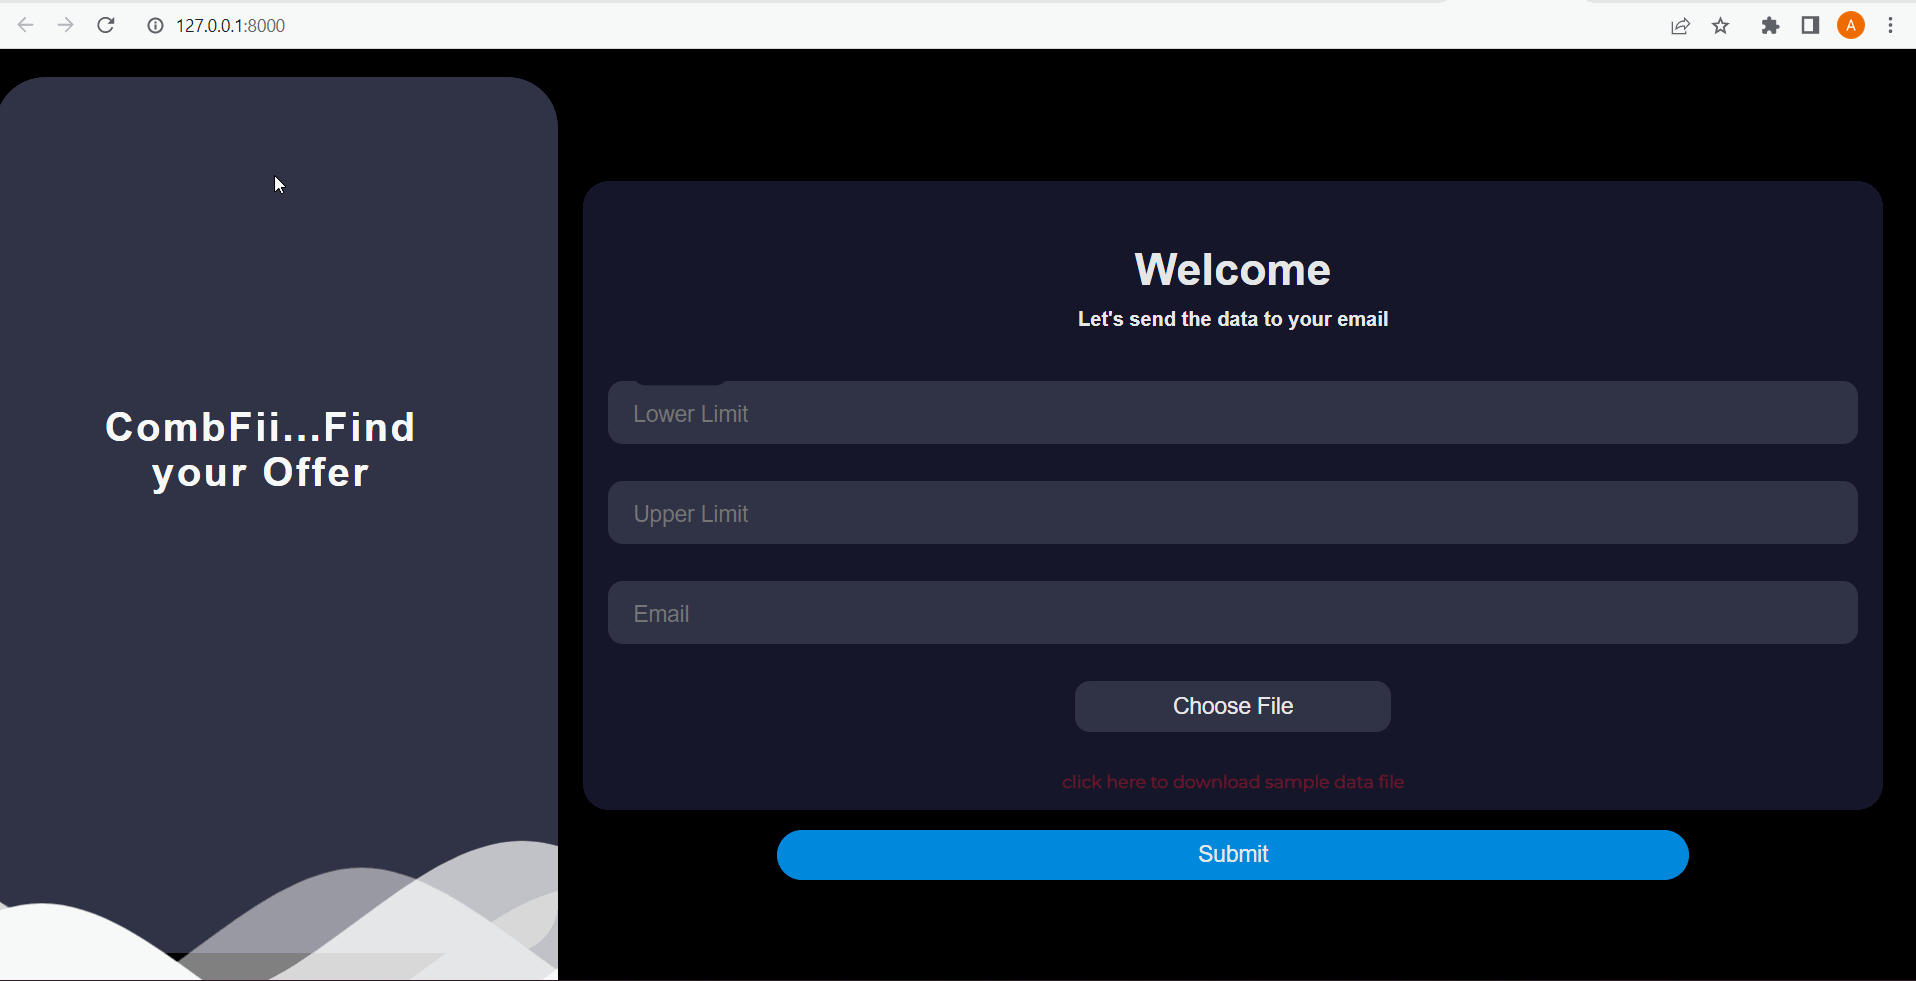 127.0.0.1:8000
A
CombFii...Find
your Offer
Welcome
Let's send the data to your email
Lower Limit
Upper Limit
Email
Choose File
click here to download sample data file
Submit